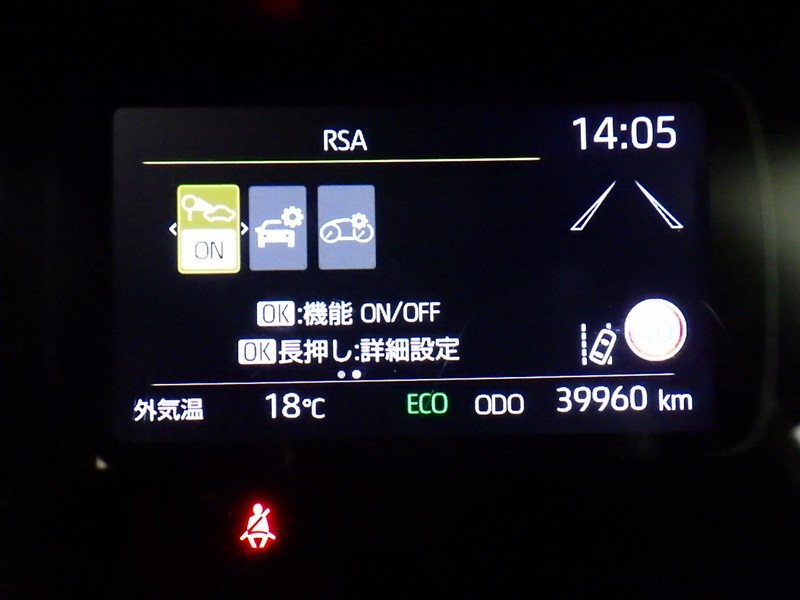 RSA
14:05
ON
OK:機能 ON/OFF
OK長押し:詳細設定
外気温 18℃ ECO ODO 39960 km